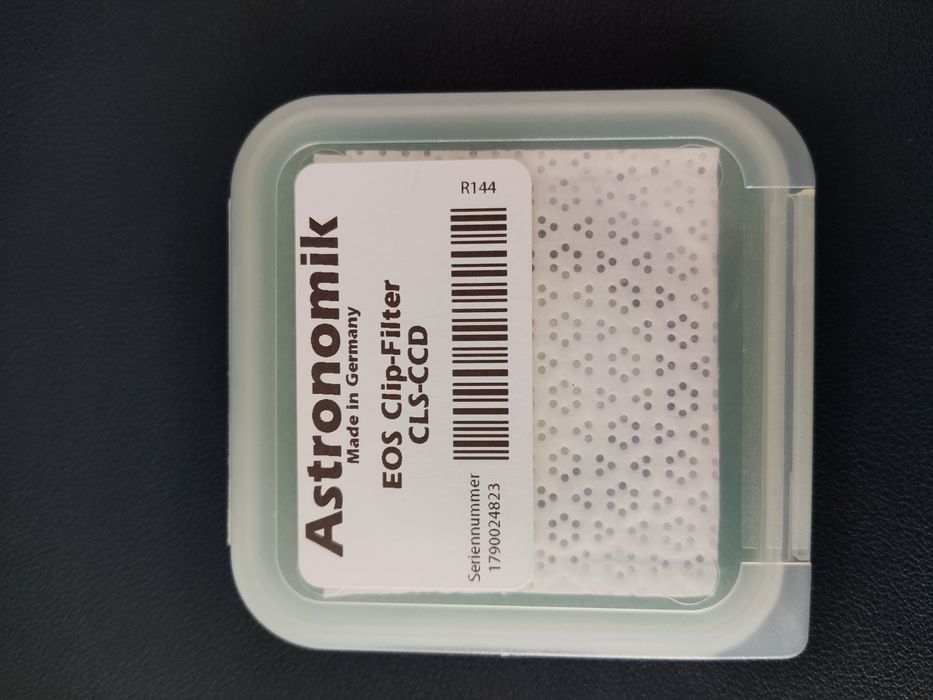 Astronomik
Made in Germany
EOS Clip-Filter
CLS-CCD
Seriennummer
1790024823
R144